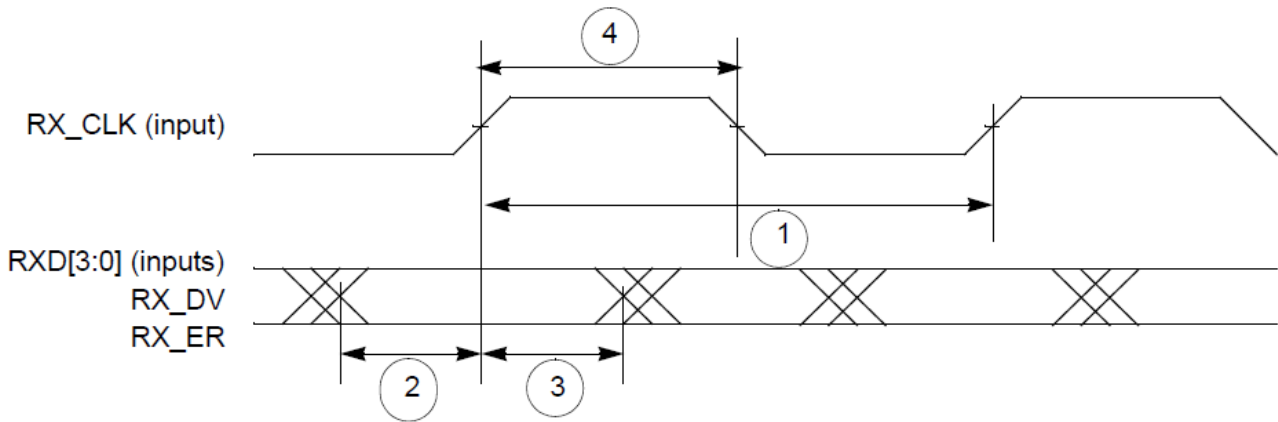 4
RX_CLK (input)
1
RXD[3:0] (inputs)
RX_DV
RX_ER
2
3